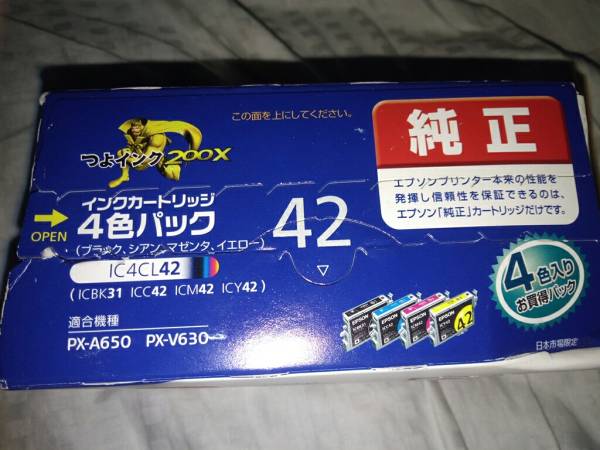 この面を上にしてください。
つよインク200X
純正
エプソンプリンター本来の性能を
発揮し信頼性を保証できるのは、
エプソン「純正」カートリッジだけです。
OPEN
インクカートリッジ
4色パック
(ブラック、シアン、マゼンタ、イエロー)
42
IC4CL42
(ICBK31 ICC42 ICM42 ICY42)
適合機種
PX-A650 PX-V630
EPSON
EPSON
EPSON
EPSON
42
4色入り
お買得パック
日本市場限定